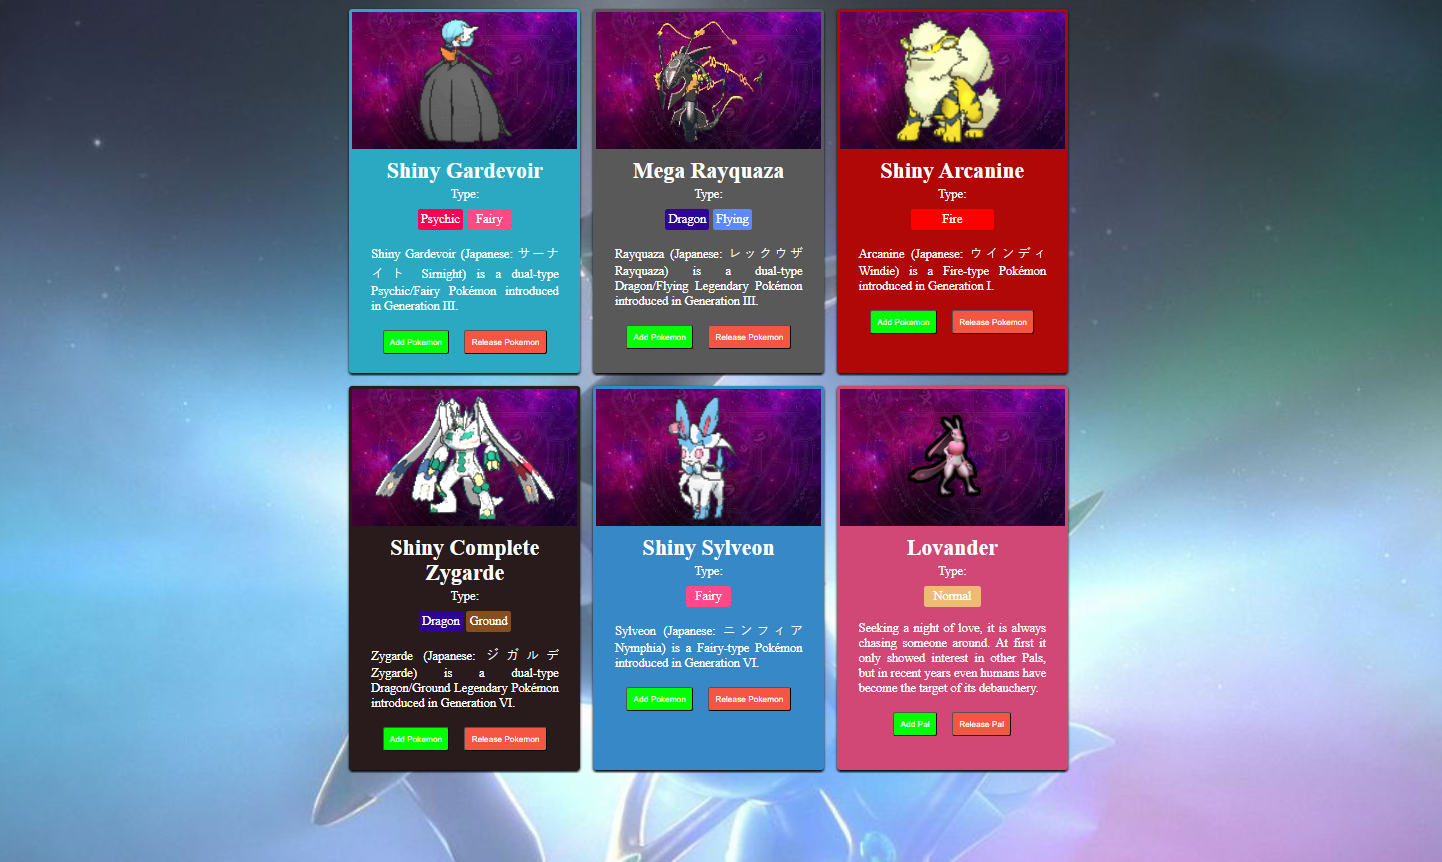 Shiny Gardevoir
Type:
Psychic Fairy
Shiny Gardevoir (Japanese: サーナ
イト Sirnight) is a dual-type
Psychic/Fairy Pokémon introduced
in Generation III.
Add Pokemon Release Pokemon
Mega Rayquaza
Type:
Dragon Flying
Rayquaza (Japanese: レックウザ
Rayquaza) is a dual-type
Dragon/Flying Legendary Pokémon
introduced in Generation III.
Add Pokemon Release Pokemon
Shiny Arcanine
Type:
Fire
Arcanine (Japanese: ウインディ
Windie) is a Fire-type Pokémon
introduced in Generation I.
Add Pokemon Release Pokemon
Shiny Complete
Zygarde
Type:
Dragon Ground
Zygarde (Japanese: ジガルデ
Zygarde) is a dual-type
Dragon/Ground Legendary Pokémon
introduced in Generation VI.
Add Pokemon Release Pokemon
Shiny Sylveon
Type:
Fairy
Sylveon (Japanese: ニンフィア
Nymphia) is a Fairy-type Pokémon
introduced in Generation VI.
Add Pokemon Release Pokemon
Lovander
Type:
Normal
Seeking a night of love, it is always
chasing someone around. At first it
only showed interest in other Pals,
but in recent years even humans have
become the target of its debauchery.
Add Pal Release Pal